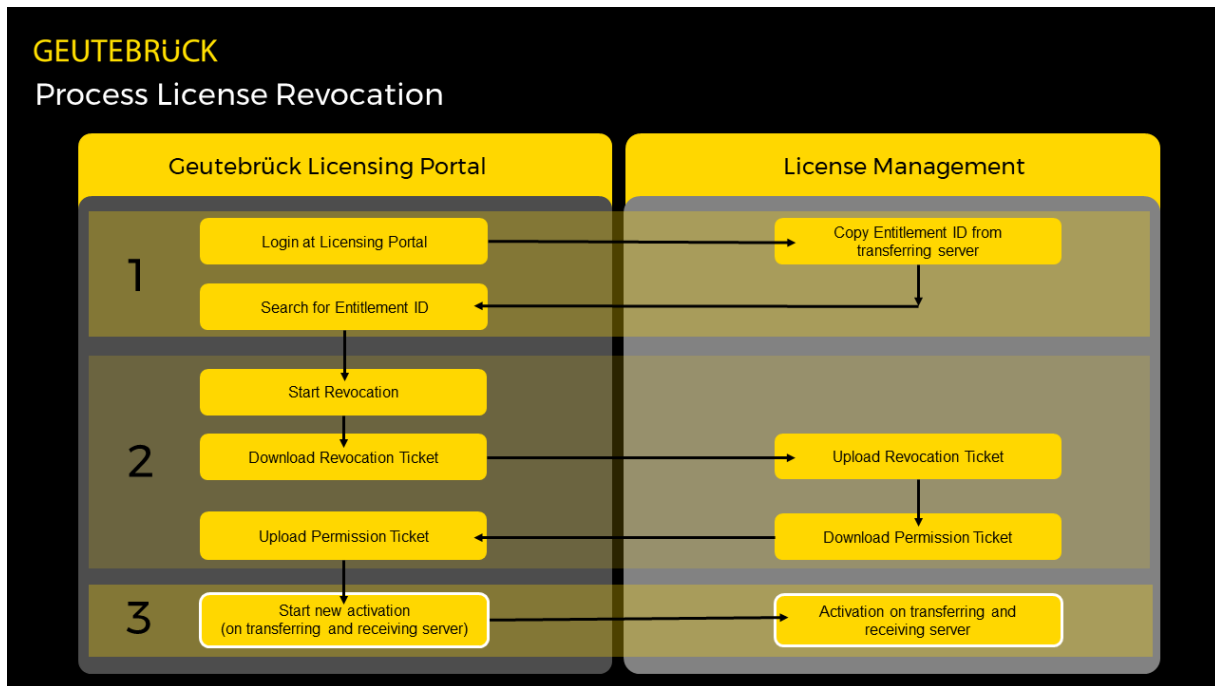 GEUTEBRÜCK
Process License Revocation
Geutebrück Licensing Portal
License Management
1
Login at Licensing Portal
Copy Entitlement ID from
transferring server
Search for Entitlement ID
2
Start Revocation
Download Revocation Ticket
Upload Revocation Ticket
Upload Permission Ticket
Download Permission Ticket
3
Start new activation
(on transferring and receiving server)
Activation on transferring and
receiving server